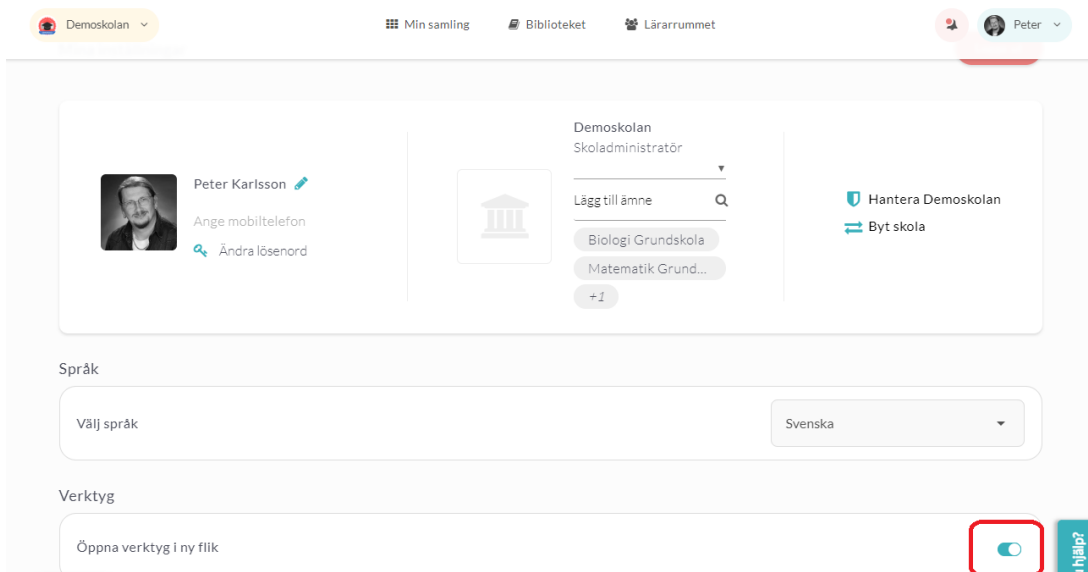 Demoskolan
Min samling
Biblioteket
Lärarrummet
Peter
Peter Karlsson
Ange mobiltelefon
Ändra lösenord
Demoskolan
Skoladministratör
Lägg till ämne
Biologi Grundskola
Matematik Grund...
+1
Hantera Demoskolan
Byt skola
Språk
Välj språk
Svenska
Verktyg
Öppna verktyg i ny flik
hjälp?